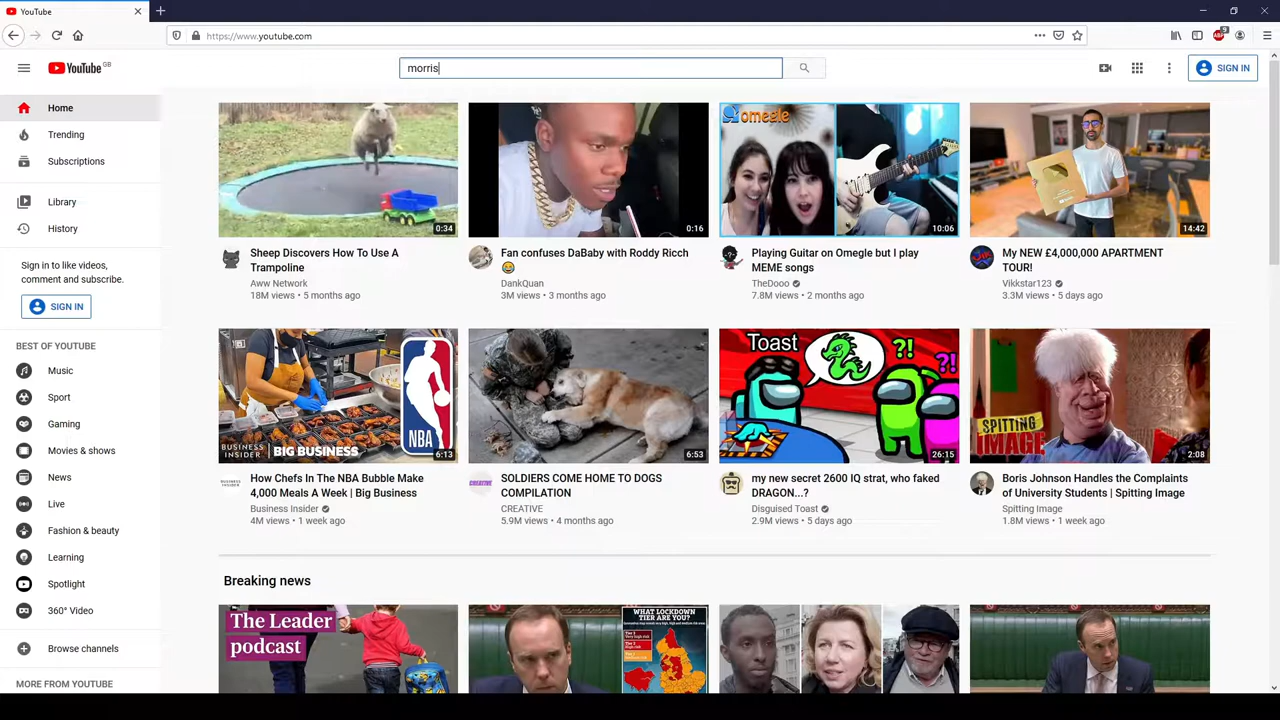 YouTube
https://www.youtube.com
9
YouTube GB
morris
SIGN IN
Home
Trending
Subscriptions
Library
History
Sign in to like videos,
comment and subscribe.
SIGN IN
BEST OF YOUTUBE
Music
Sport
Gaming
Movies & shows
News
Live
Fashion & beauty
Learning
Spotlight
360° Video
Browse channels
MORE FROM YOUTUBE
0:34
Sheep Discovers How To Use A
Trampoline
Aww Network
18M views • 5 months ago
0:16
Fan confuses DaBaby with Roddy Ricch
😂
DankQuan
3M views • 3 months ago
omegle
10:06
Playing Guitar on Omegle but I play
MEME songs
TheDooo
7.8M views • 2 months ago
14:42
My NEW £4,000,000 APARTMENT
TOUR!
Vikkstar123
3.3M views • 5 days ago
BUSINESS
INSIDER
BIG BUSINESS
NBA
6:13
How Chefs In The NBA Bubble Make
4,000 Meals A Week | Big Business
Business Insider
4M views • 1 week ago
6:53
SOLDIERS COME HOME TO DOGS
COMPILATION
CREATIVE
CREATIVE
5.9M views • 4 months ago
Toast
?!
?!
26:15
my new secret 2600 IQ strat, who faked
DRAGON...?
Disguised Toast
2.9M views • 5 days ago
SPITTING
IMAGE
2:08
Boris Johnson Handles the Complaints
of University Students | Spitting Image
Spitting Image
1.8M views • 1 week ago
Breaking news
The Leader
podcast
WHAT LOCKDOWN
TIER ARE YOU?